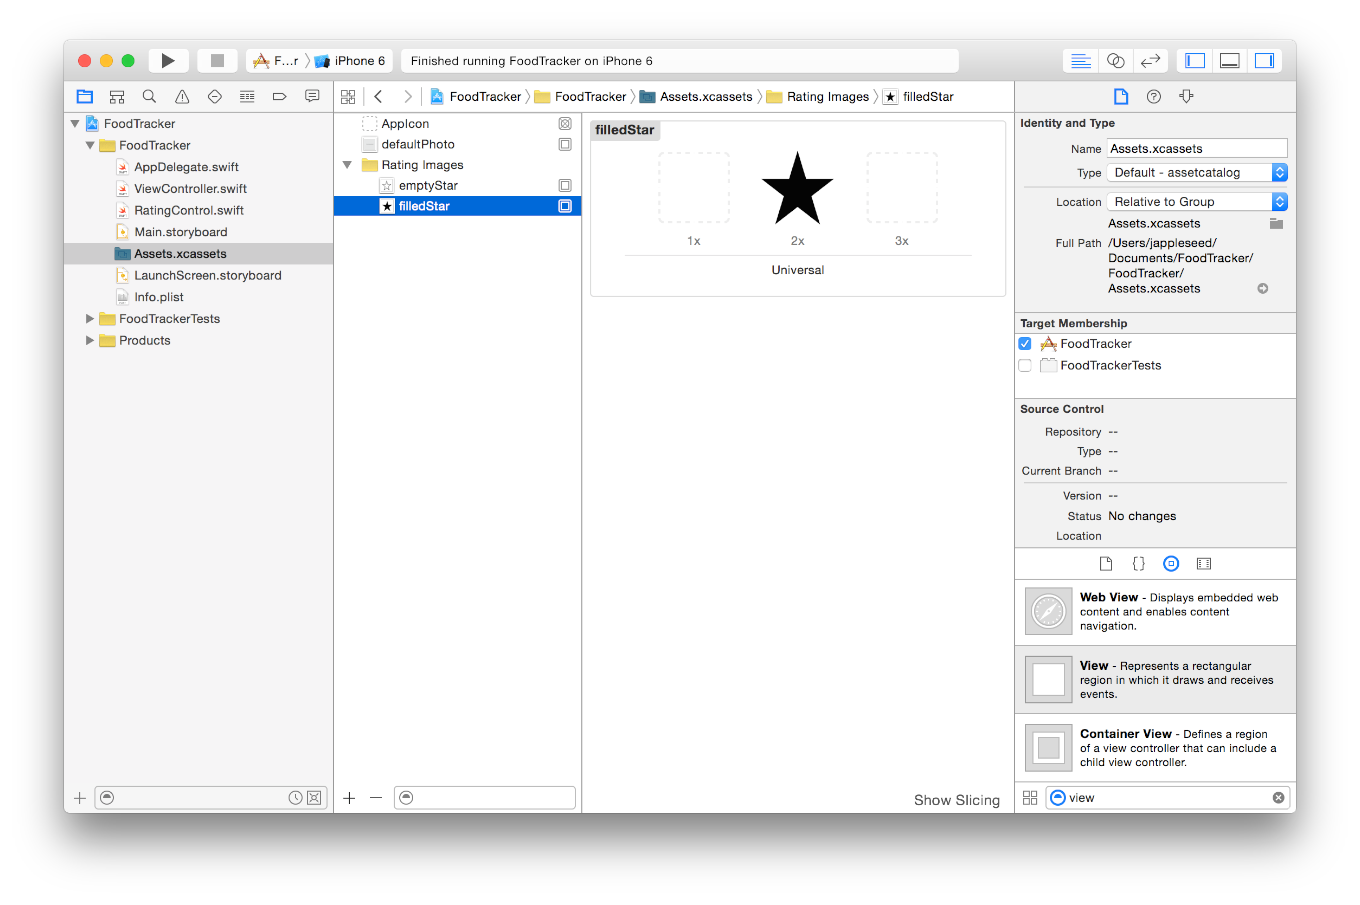 F...r
iPhone 6
Finished running FoodTracker on iPhone 6
FoodTracker
FoodTracker
Assets.xcassets
Rating Images
filledStar
FoodTracker
FoodTracker
AppDelegate.swift
ViewController.swift
RatingControl.swift
Main.storyboard
Assets.xcassets
LaunchScreen.storyboard
Info.plist
FoodTrackerTests
Products
AppIcon
defaultPhoto
Rating Images
emptyStar
filledStar
filledStar
1x
2x
3x
Universal
Show Slicing
Identity and Type
Name Assets.xcassets
Type Default - assetcatalog
Location Relative to Group
Assets.xcassets
Full Path /Users/jappleseed/
Documents/FoodTracker/
FoodTracker/
Assets.xcassets
Target Membership
FoodTracker
FoodTrackerTests
Source Control
Repository --
Type --
Current Branch --
Version --
Status No changes
Location
Web View - Displays embedded web
content and enables content
navigation.
View - Represents a rectangular
region in which it draws and receives
events.
Container View - Defines a region
of a view controller that can include a
child view controller.
view